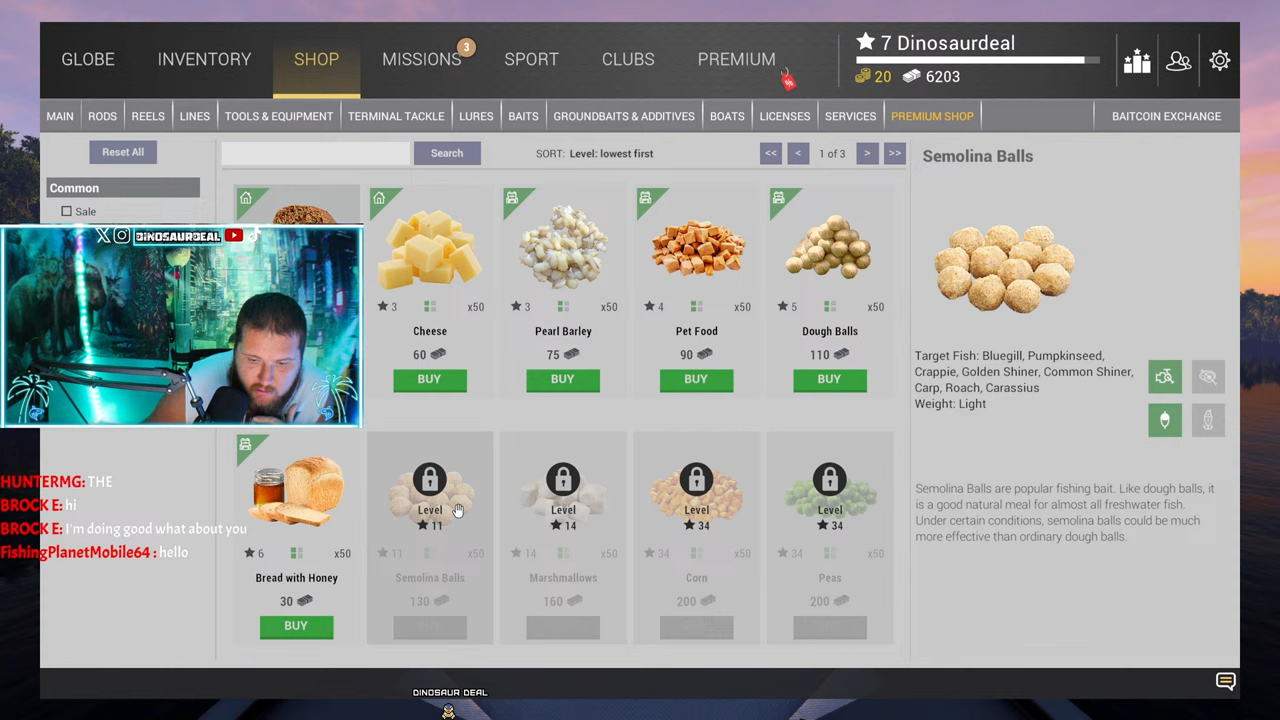 GLOBE INVENTORY SHOP MISSIONS 3 SPORT CLUBS PREMIUM
7 Dinosaurdeal
20 6203
MAIN RODS REELS LINES TOOLS & EQUIPMENT TERMINAL TACKLE LURES BAITS GROUNDBAITS & ADDITIVES BOATS LICENSES SERVICES PREMIUM SHOP BAITCOIN EXCHANGE
Reset All
Search
SORT: Level: lowest first
<< < 1 of 3 > >>
Common
Sale
DINOSAURDEAL
3 x50 3 x50 4 x50 5 x50
Cheese Pearl Barley Pet Food Dough Balls
60 75 90 110
BUY BUY BUY BUY
Level Level Level Level
11 14 34 34
6 x50 11 x50 14 x50 34 x50 34 x50
Bread with Honey Semolina Balls Marshmallows Corn Peas
30 130 160 200 200
BUY
Semolina Balls
Target Fish: Bluegill, Pumpkinseed,
Crappie, Golden Shiner, Common Shiner,
Carp, Roach, Carassius
Weight: Light
Semolina Balls are popular fishing bait. Like dough balls, it
is a good natural meal for almost all freshwater fish.
Under certain conditions, semolina balls could be much
more effective than ordinary dough balls.
HUNTERMG: THE
BROCK E: hi
BROCK E: I'm doing good what about you
FishingPlanetMobile64 : hello
DINOSAUR DEAL